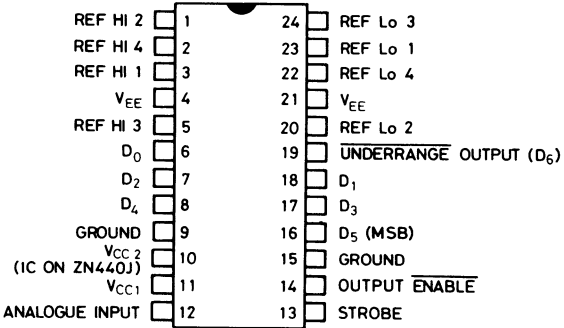 REF HI 2 1 24 REF Lo 3
REF HI 4 2 23 REF Lo 1
REF HI 1 3 22 REF Lo 4
VEE 4 21 VEE
REF HI 3 5 20 REF Lo 2
D0 6 19 UNDERRANGE OUTPUT (D6)
D2 7 18 D1
D4 8 17 D3
GROUND 9 16 D5 (MSB)
VCC 2
(IC ON ZN440J) 10 15 GROUND
VCC1 11 14 OUTPUT ENABLE
ANALOGUE INPUT 12 13 STROBE